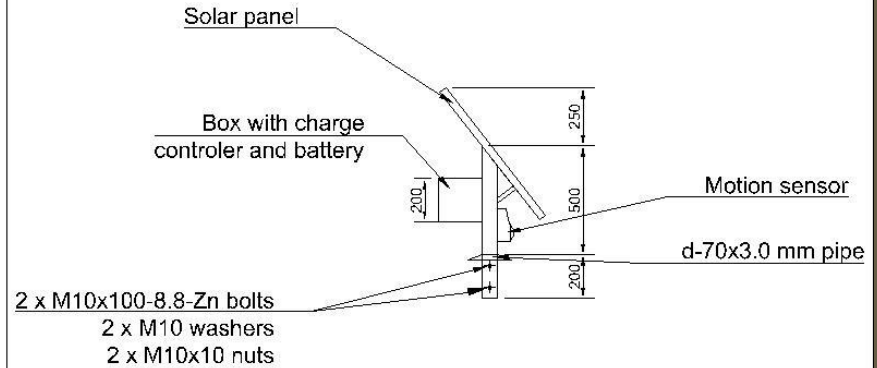 Solar panel
250
Box with charge
controler and battery
200
500
Motion sensor
d-70x3.0 mm pipe
200
2 x M10x100-8.8-Zn bolts
2 x M10 washers
2 x M10x10 nuts